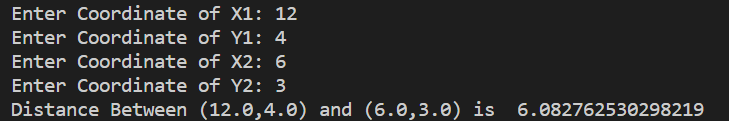 Enter Coordinate of X1: 12
Enter Coordinate of Y1: 4
Enter Coordinate of X2: 6
Enter Coordinate of Y2: 3
Distance Between (12.0,4.0) and (6.0,3.0) is  6.082762530298219